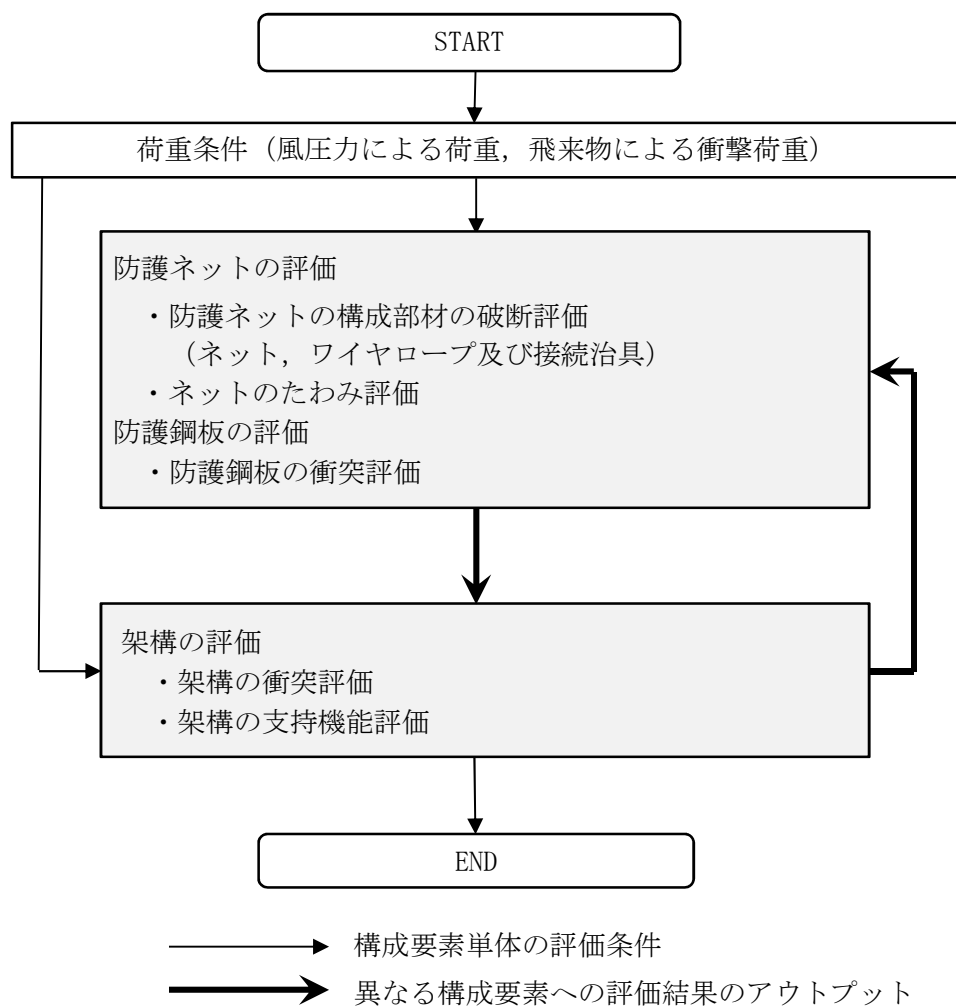 START
荷重条件（風圧力による荷重，飛来物による衝撃荷重）
防護ネットの評価
・防護ネットの構成部材の破断評価
（ネット，ワイヤロープ及び接続治具）
・ネットのたわみ評価
防護鋼板の評価
・防護鋼板の衝突評価
架構の評価
・架構の衝突評価
・架構の支持機能評価
END
構成要素単体の評価条件
異なる構成要素への評価結果のアウトプット